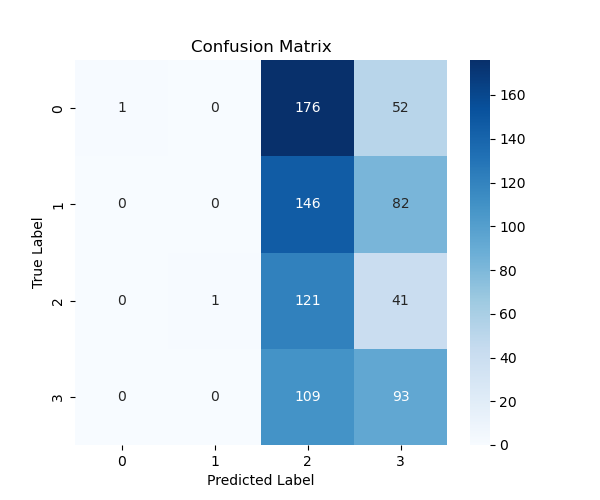 Confusion Matrix
0 1 0 176 52
1 0 0 146 82
2 0 1 121 41
3 0 0 109 93
0 1 2 3
Predicted Label
True Label
160
140
120
100
80
60
40
20
0